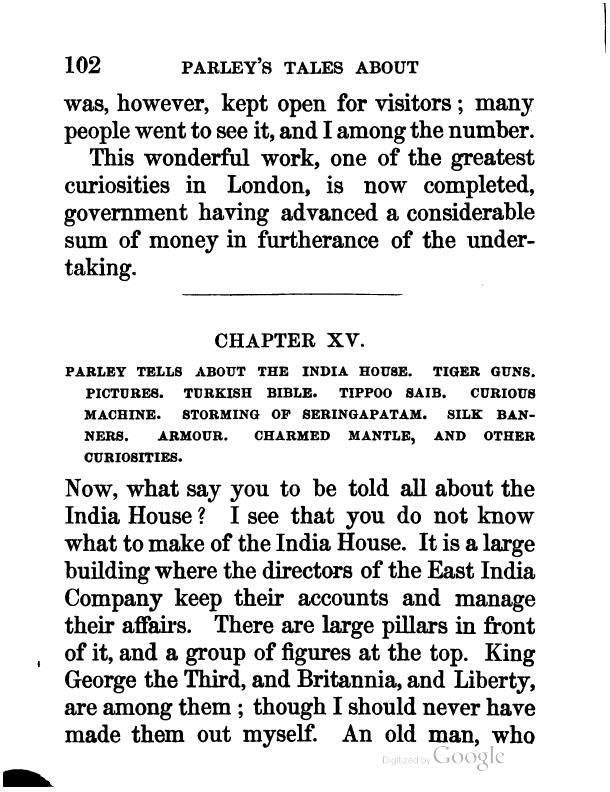 102 PARLEY'S TALES ABOUT
was, however, kept open for visitors; many
people went to see it, and I among the number.
This wonderful work, one of the greatest
curiosities in London, is now completed,
government having advanced a considerable
sum of money in furtherance of the under-
taking.
CHAPTER XV.
PARLEY TELLS ABOUT THE INDIA HOUSE. TIGER GUNS.
PICTURES. TURKISH BIBLE. TIPPOO SAIB. CURIOUS
MACHINE. STORMING OF SERINGAPATAM. SILK BAN-
NERS. ARMOUR. CHARMED MANTLE, AND OTHER
CURIOSITIES.
Now, what say you to be told all about the
India House? I see that you do not know
what to make of the India House. It is a large
building where the directors of the East India
Company keep their accounts and manage
their affairs. There are large pillars in front
of it, and a group of figures at the top. King
George the Third, and Britannia, and Liberty,
are among them; though I should never have
made them out myself. An old man, who
Digitized by Google